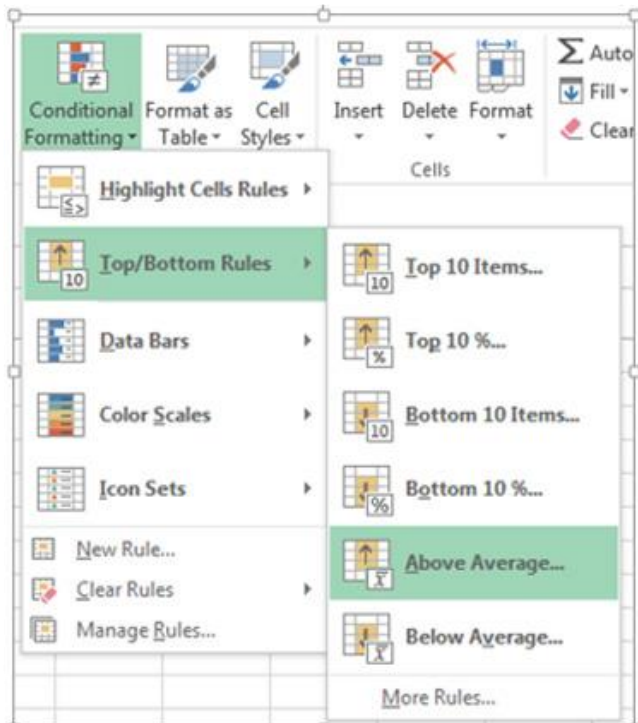 Conditional Formatting
Format as Table
Cell Styles
Insert
Delete
Format
Cells
Auto
Fill
Clear
Highlight Cells Rules
Top/Bottom Rules
Data Bars
Color Scales
Icon Sets
New Rule...
Clear Rules
Manage Rules...
Top 10 Items...
Top 10 %...
Bottom 10 Items...
Bottom 10 %...
Above Average...
Below Average...
More Rules...